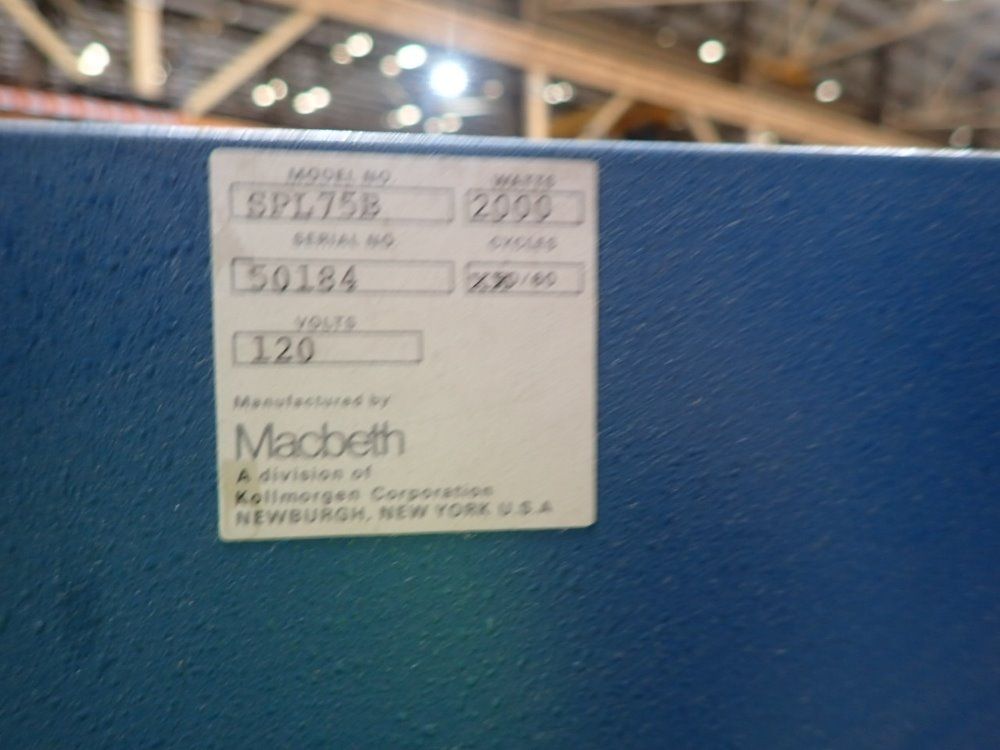 MODEL NO. WATTS
SPL75B 2000
SERIAL NO. CYCLES
50184 /60
VOLTS
120
Manufactured by
Macbeth
A division of
Kollmorgen Corporation
NEWBURGH, NEW YORK U.S.A